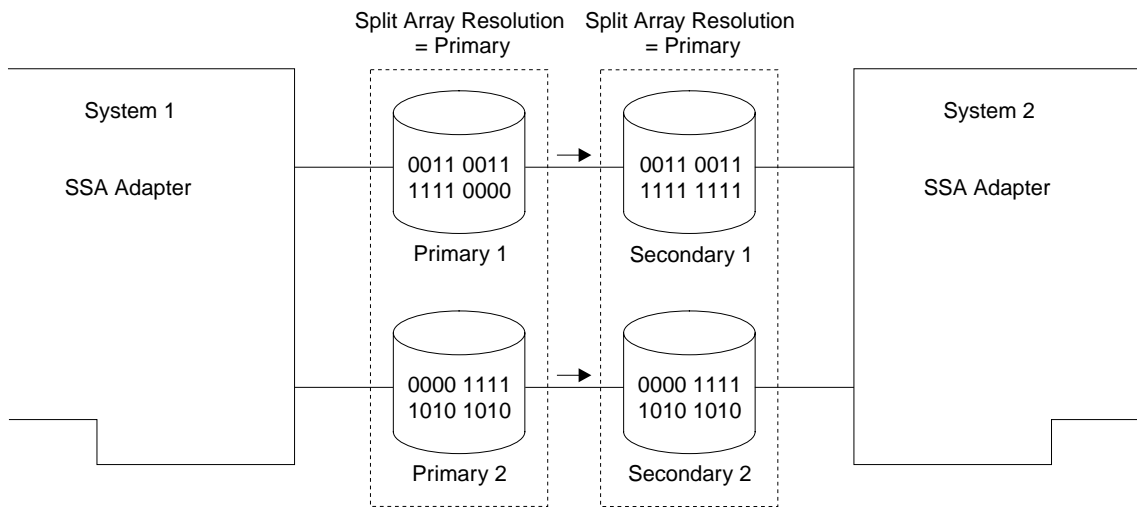 Split Array Resolution
= Primary
Split Array Resolution
= Primary
System 1
SSA Adapter
0011 0011
1111 0000
Primary 1
0011 0011
1111 1111
Secondary 1
System 2
SSA Adapter
0000 1111
1010 1010
Primary 2
0000 1111
1010 1010
Secondary 2